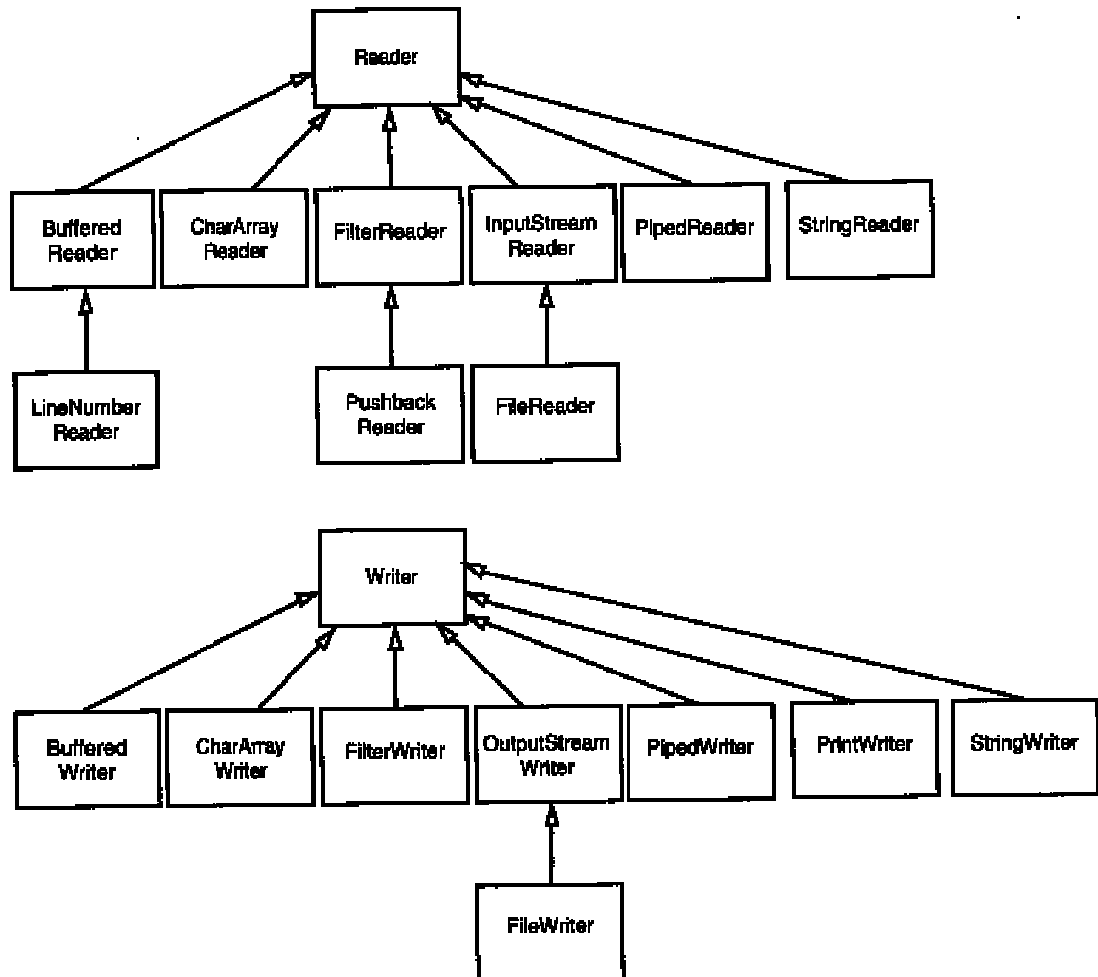 Reader
Buffered
Reader
CharArray
Reader
FilterReader
InputStream
Reader
PipedReader
StringReader
LineNumber
Reader
Pushback
Reader
FileReader
Writer
Buffered
Writer
CharArray
Writer
FilterWriter
OutputStream
Writer
PipedWriter
PrintWriter
StringWriter
FileWriter